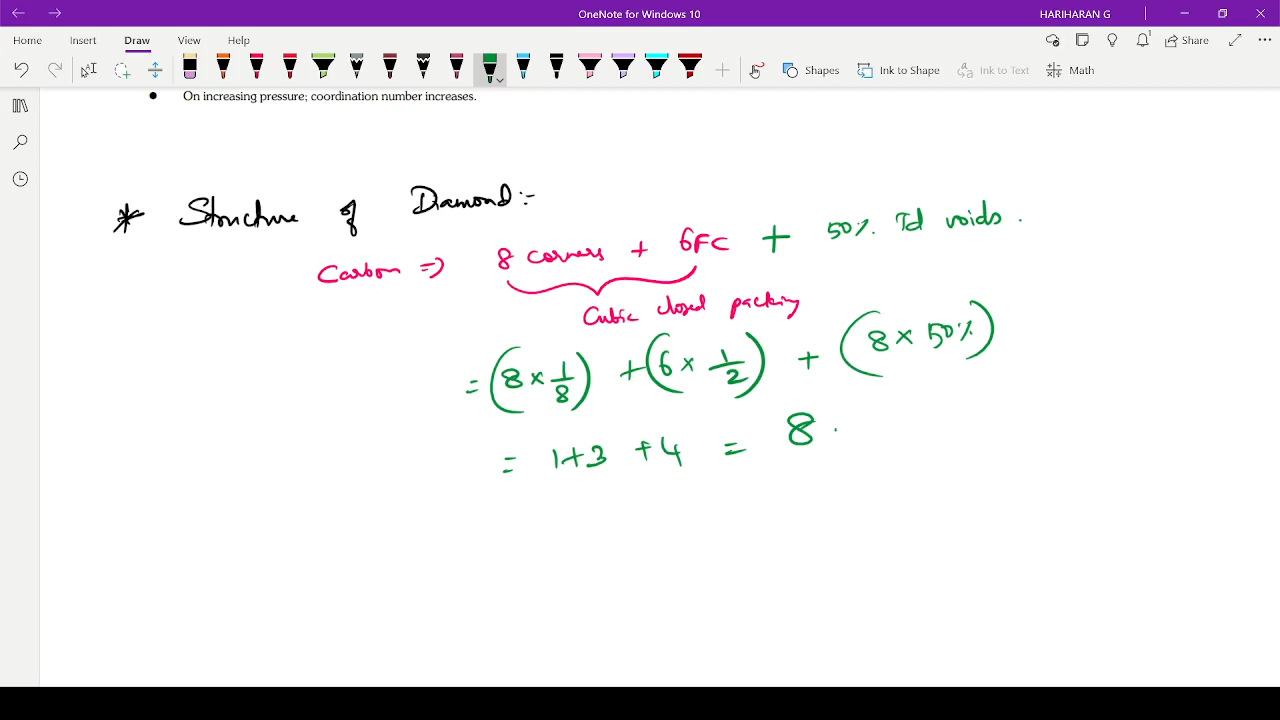 OneNote for Windows 10
HARIHARAN G
Home Insert Draw View Help
Share
Shapes Ink to Shape Ink to Text Math
• On increasing pressure; coordination number increases.
* Structure of Diamond :-
Carbon ⇒ 8 corners + 6FC + 50% Td voids .
Cubic closed packing
= (8 × 1/8) + (6 × 1/2) + (8 × 50%)
= 1+3 +4 = 8 .